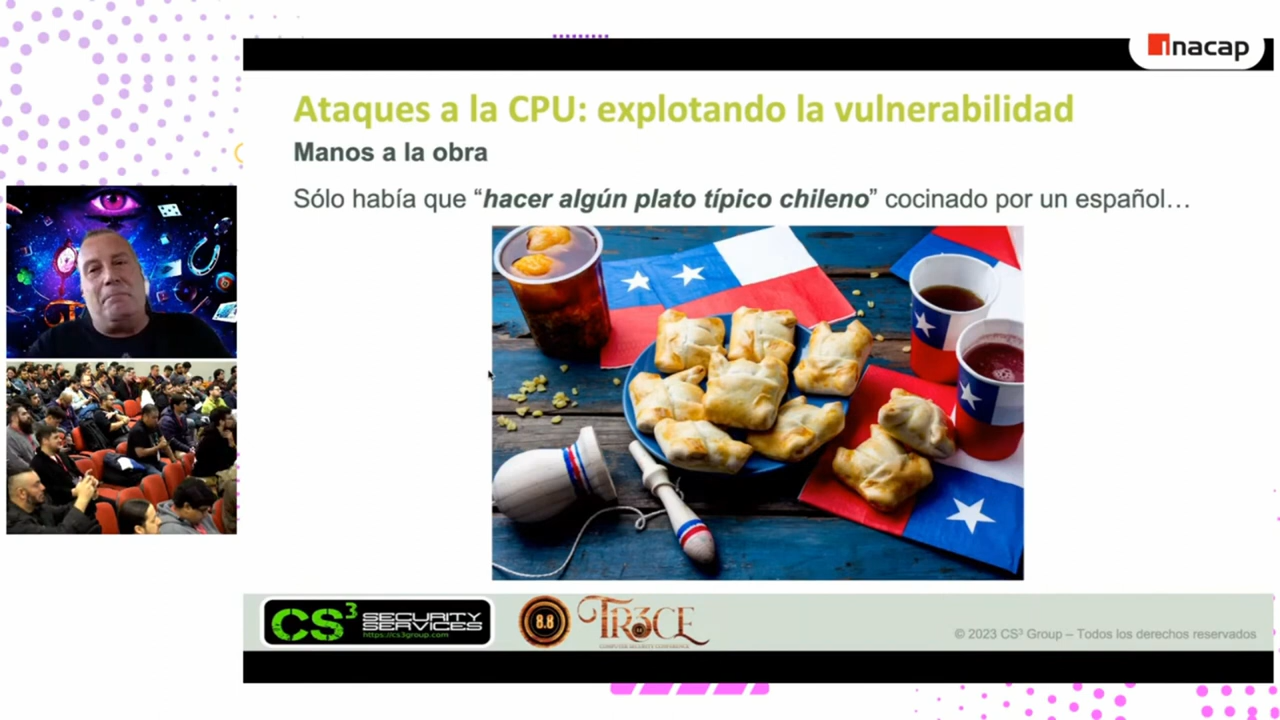 ınacap
Ataques a la CPU: explotando la vulnerabilidad
Manos a la obra
Sólo había que “hacer algún plato típico chileno” cocinado por un español…
CS³ SECURITY
SERVICES
https://cs3group.com
8.8
TR3CE
COMPUTER SECURITY CONFERENCE
© 2023 CS³ Group – Todos los derechos reservados